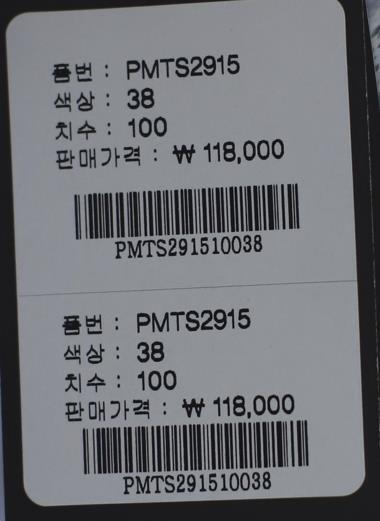 품번 : PMTS2915
색상 : 38
치수 : 100
판매가격 : ₩ 118,000
PMTS291510038
품번 : PMTS2915
색상 : 38
치수 : 100
판매가격 : ₩ 118,000
PMTS291510038